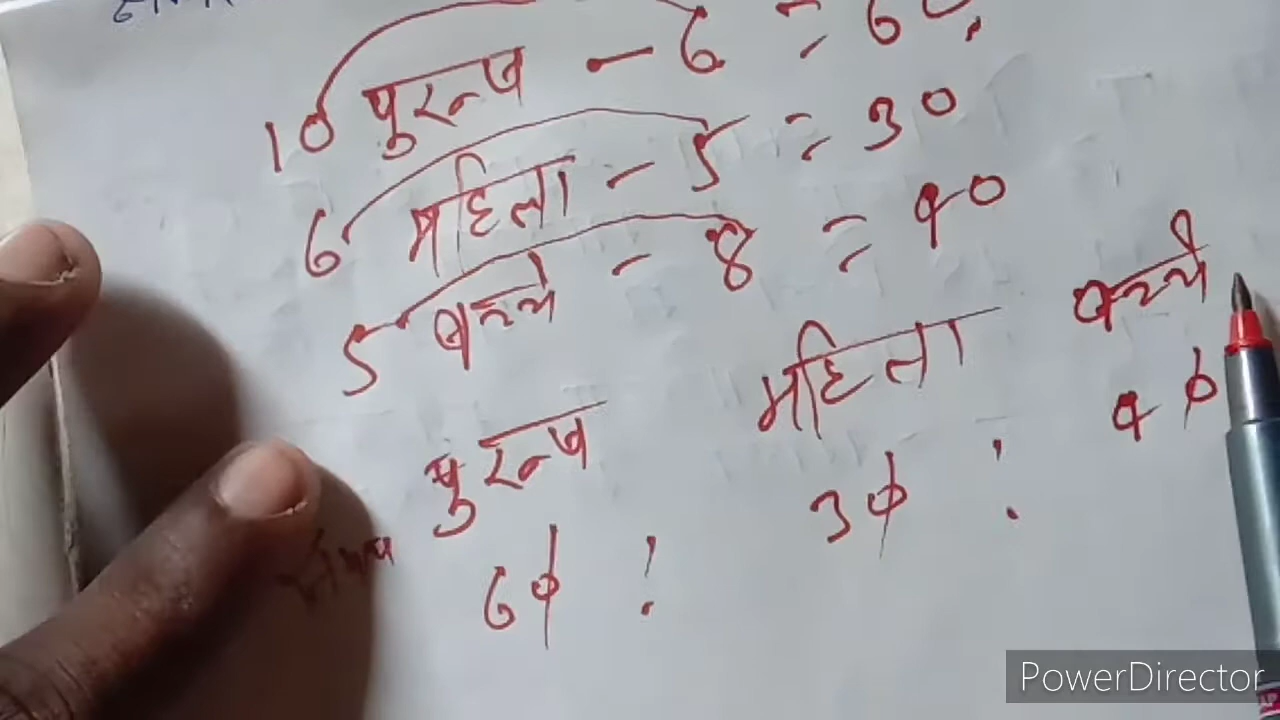 10 पुरुष - 6 = 60
6 महिला - 5 = 30
5 बच्चे - 8 = 40
पुरुष महिला बच्चे
60 : 30 : 40
PowerDirector